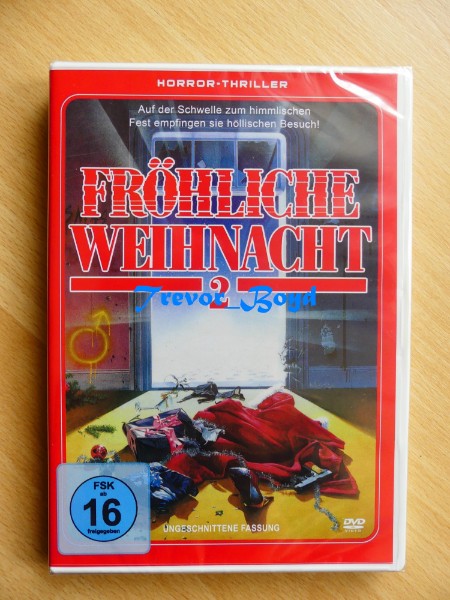 HORROR-THRILLER
Auf der Schwelle zum himmlischen
Fest empfingen sie höllischen Besuch!
FRÖHLICHE
WEIHNACHT
2
Trevor_Boyd
FSK
ab
16
freigegeben
UNGESCHNITTENE FASSUNG
DVD
VIDEO